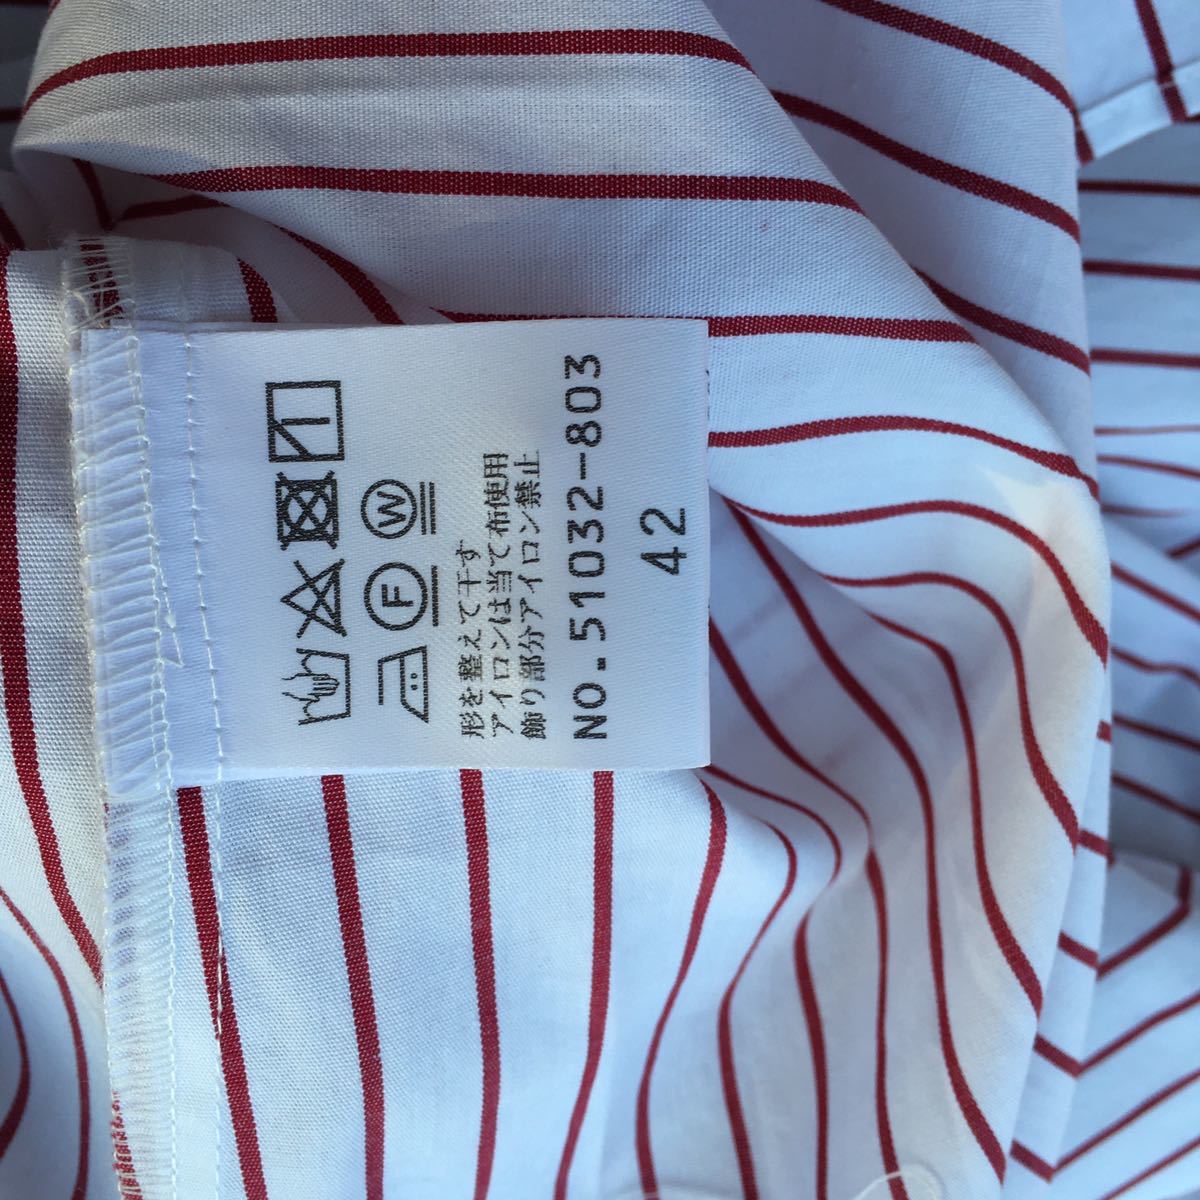 F W
形を整えて干す
アイロンは当て布使用
飾り部分アイロン禁止
NO.51032-803
42